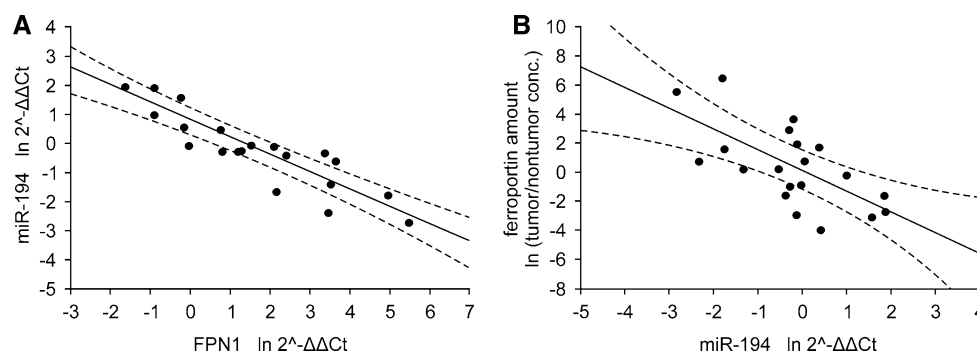 A
B
miR-194 ln 2^-ΔΔCt
4
3
2
1
0
-1
-2
-3
-4
-5
-3 -2 -1 0 1 2 3 4 5 6 7
FPN1 ln 2^-ΔΔCt
ferroportin amount
ln (tumor/nontumor conc.)
10
8
6
4
2
0
-2
-4
-6
-8
-5 -4 -3 -2 -1 0 1 2 3 4
miR-194 ln 2^-ΔΔCt